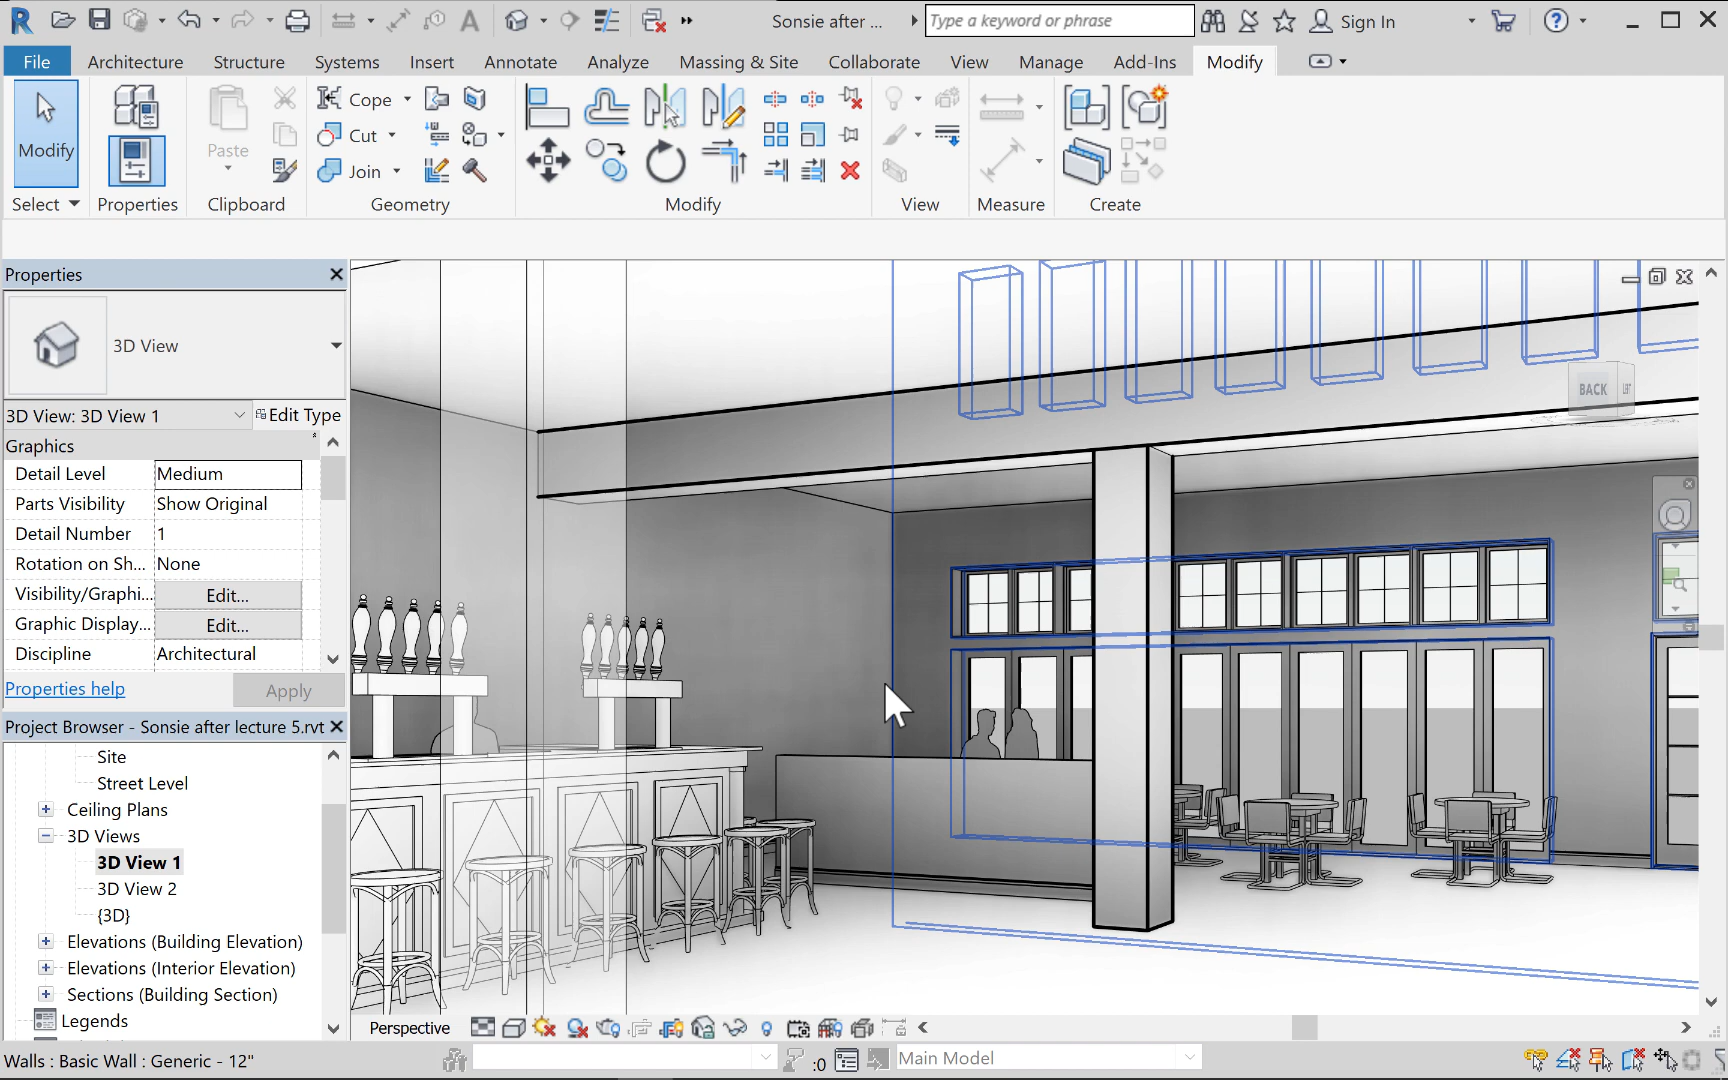 Sonsie after ...
Type a keyword or phrase
Sign In
File Architecture Structure Systems Insert Annotate Analyze Massing & Site Collaborate View Manage Add-Ins Modify
Modify
Paste
Cope
Cut
Join
Select Properties Clipboard Geometry Modify View Measure Create
Properties
3D View
3D View: 3D View 1
Edit Type
Graphics
Detail Level Medium
Parts Visibility Show Original
Detail Number 1
Rotation on Sh... None
Visibility/Graphi... Edit...
Graphic Display... Edit...
Discipline Architectural
Properties help
Apply
Project Browser - Sonsie after lecture 5.rvt
Site
Street Level
Ceiling Plans
3D Views
3D View 1
3D View 2
{3D}
Elevations (Building Elevation)
Elevations (Interior Elevation)
Sections (Building Section)
Legends
BACK
Perspective
Walls : Basic Wall : Generic - 12"
:0
Main Model